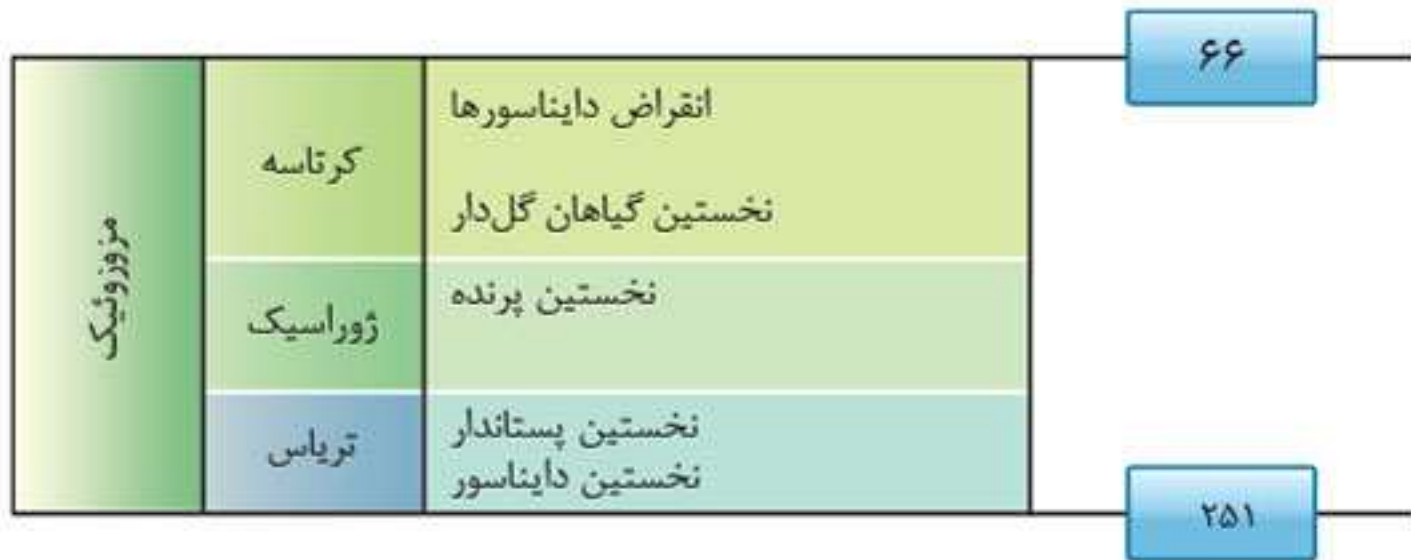 ۶۶
مزوزوئیک
کرتاسه
انقراض دایناسورها
نخستین گیاهان گل‌دار
ژوراسیک
نخستین پرنده
تریاس
نخستین پستاندار
نخستین دایناسور
۲۵۱